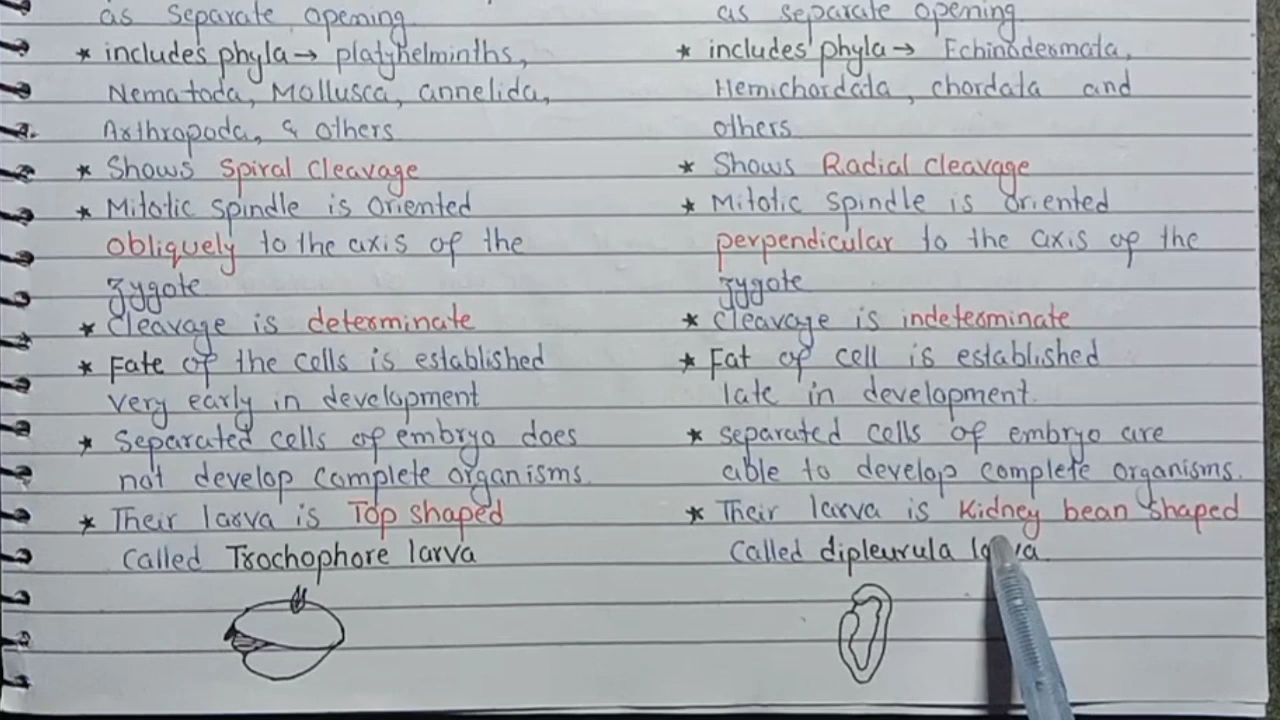 as separate opening
* includes phyla → platyhelminths,
Nematoda, Mollusca, annelida,
Arthropoda, & others
* Shows Spiral Cleavage
* Mitotic spindle is oriented
obliquely to the axis of the
zygote
* Cleavage is determinate
* Fate of the cells is established
very early in development
* Separated cells of embryo does
not develop complete organisms.
* Their larva is Top shaped
Called Trochophore larva
as separate opening
* includes phyla → Echinodermata,
Hemichordata, chordata and
others
* Shows Radial cleavage
* Mitotic spindle is oriented
perpendicular to the axis of the
zygote
* Cleavage is indeterminate
* Fat of cell is established
late in development.
* separated cells of embryo are
able to develop complete organisms.
* Their larva is Kidney bean shaped
Called dipleurula larva